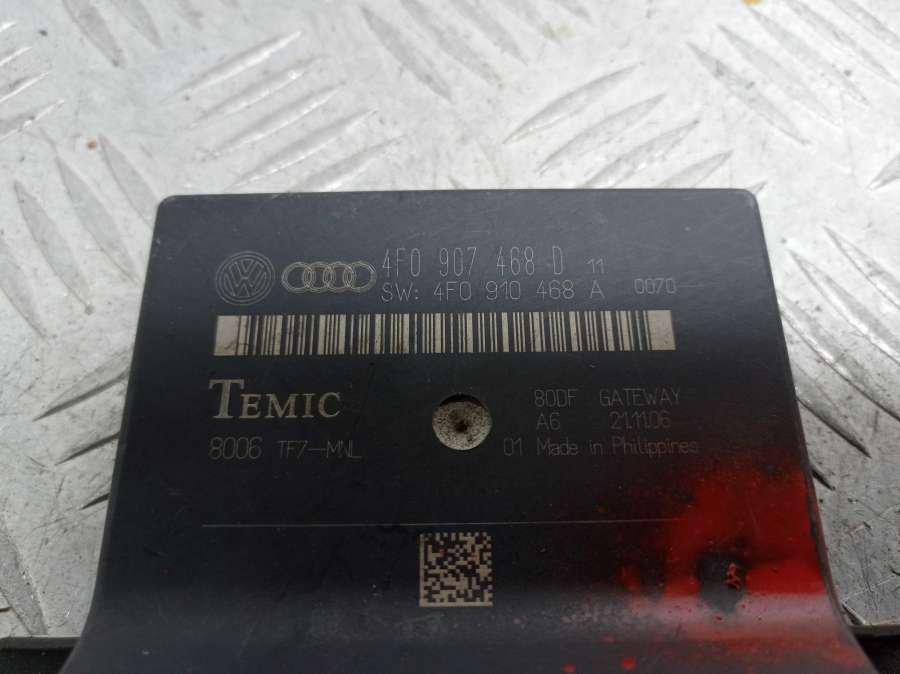 4F0 907 468 D 11
SW: 4F0 910 468 A 0070
TEMIC
80DF GATEWAY
A6 21.11.06
8006 TF7-MNL
01 Made in Philippines